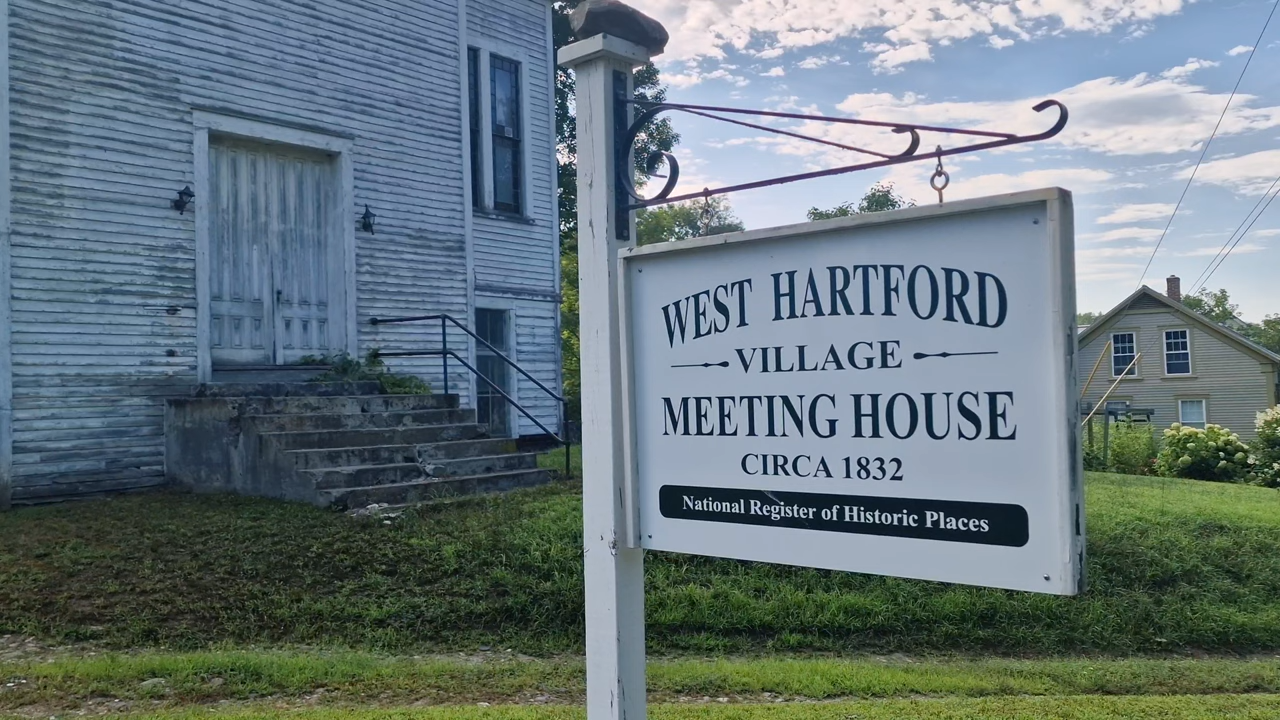 WEST HARTFORD
VILLAGE
MEETING HOUSE
CIRCA 1832
National Register of Historic Places